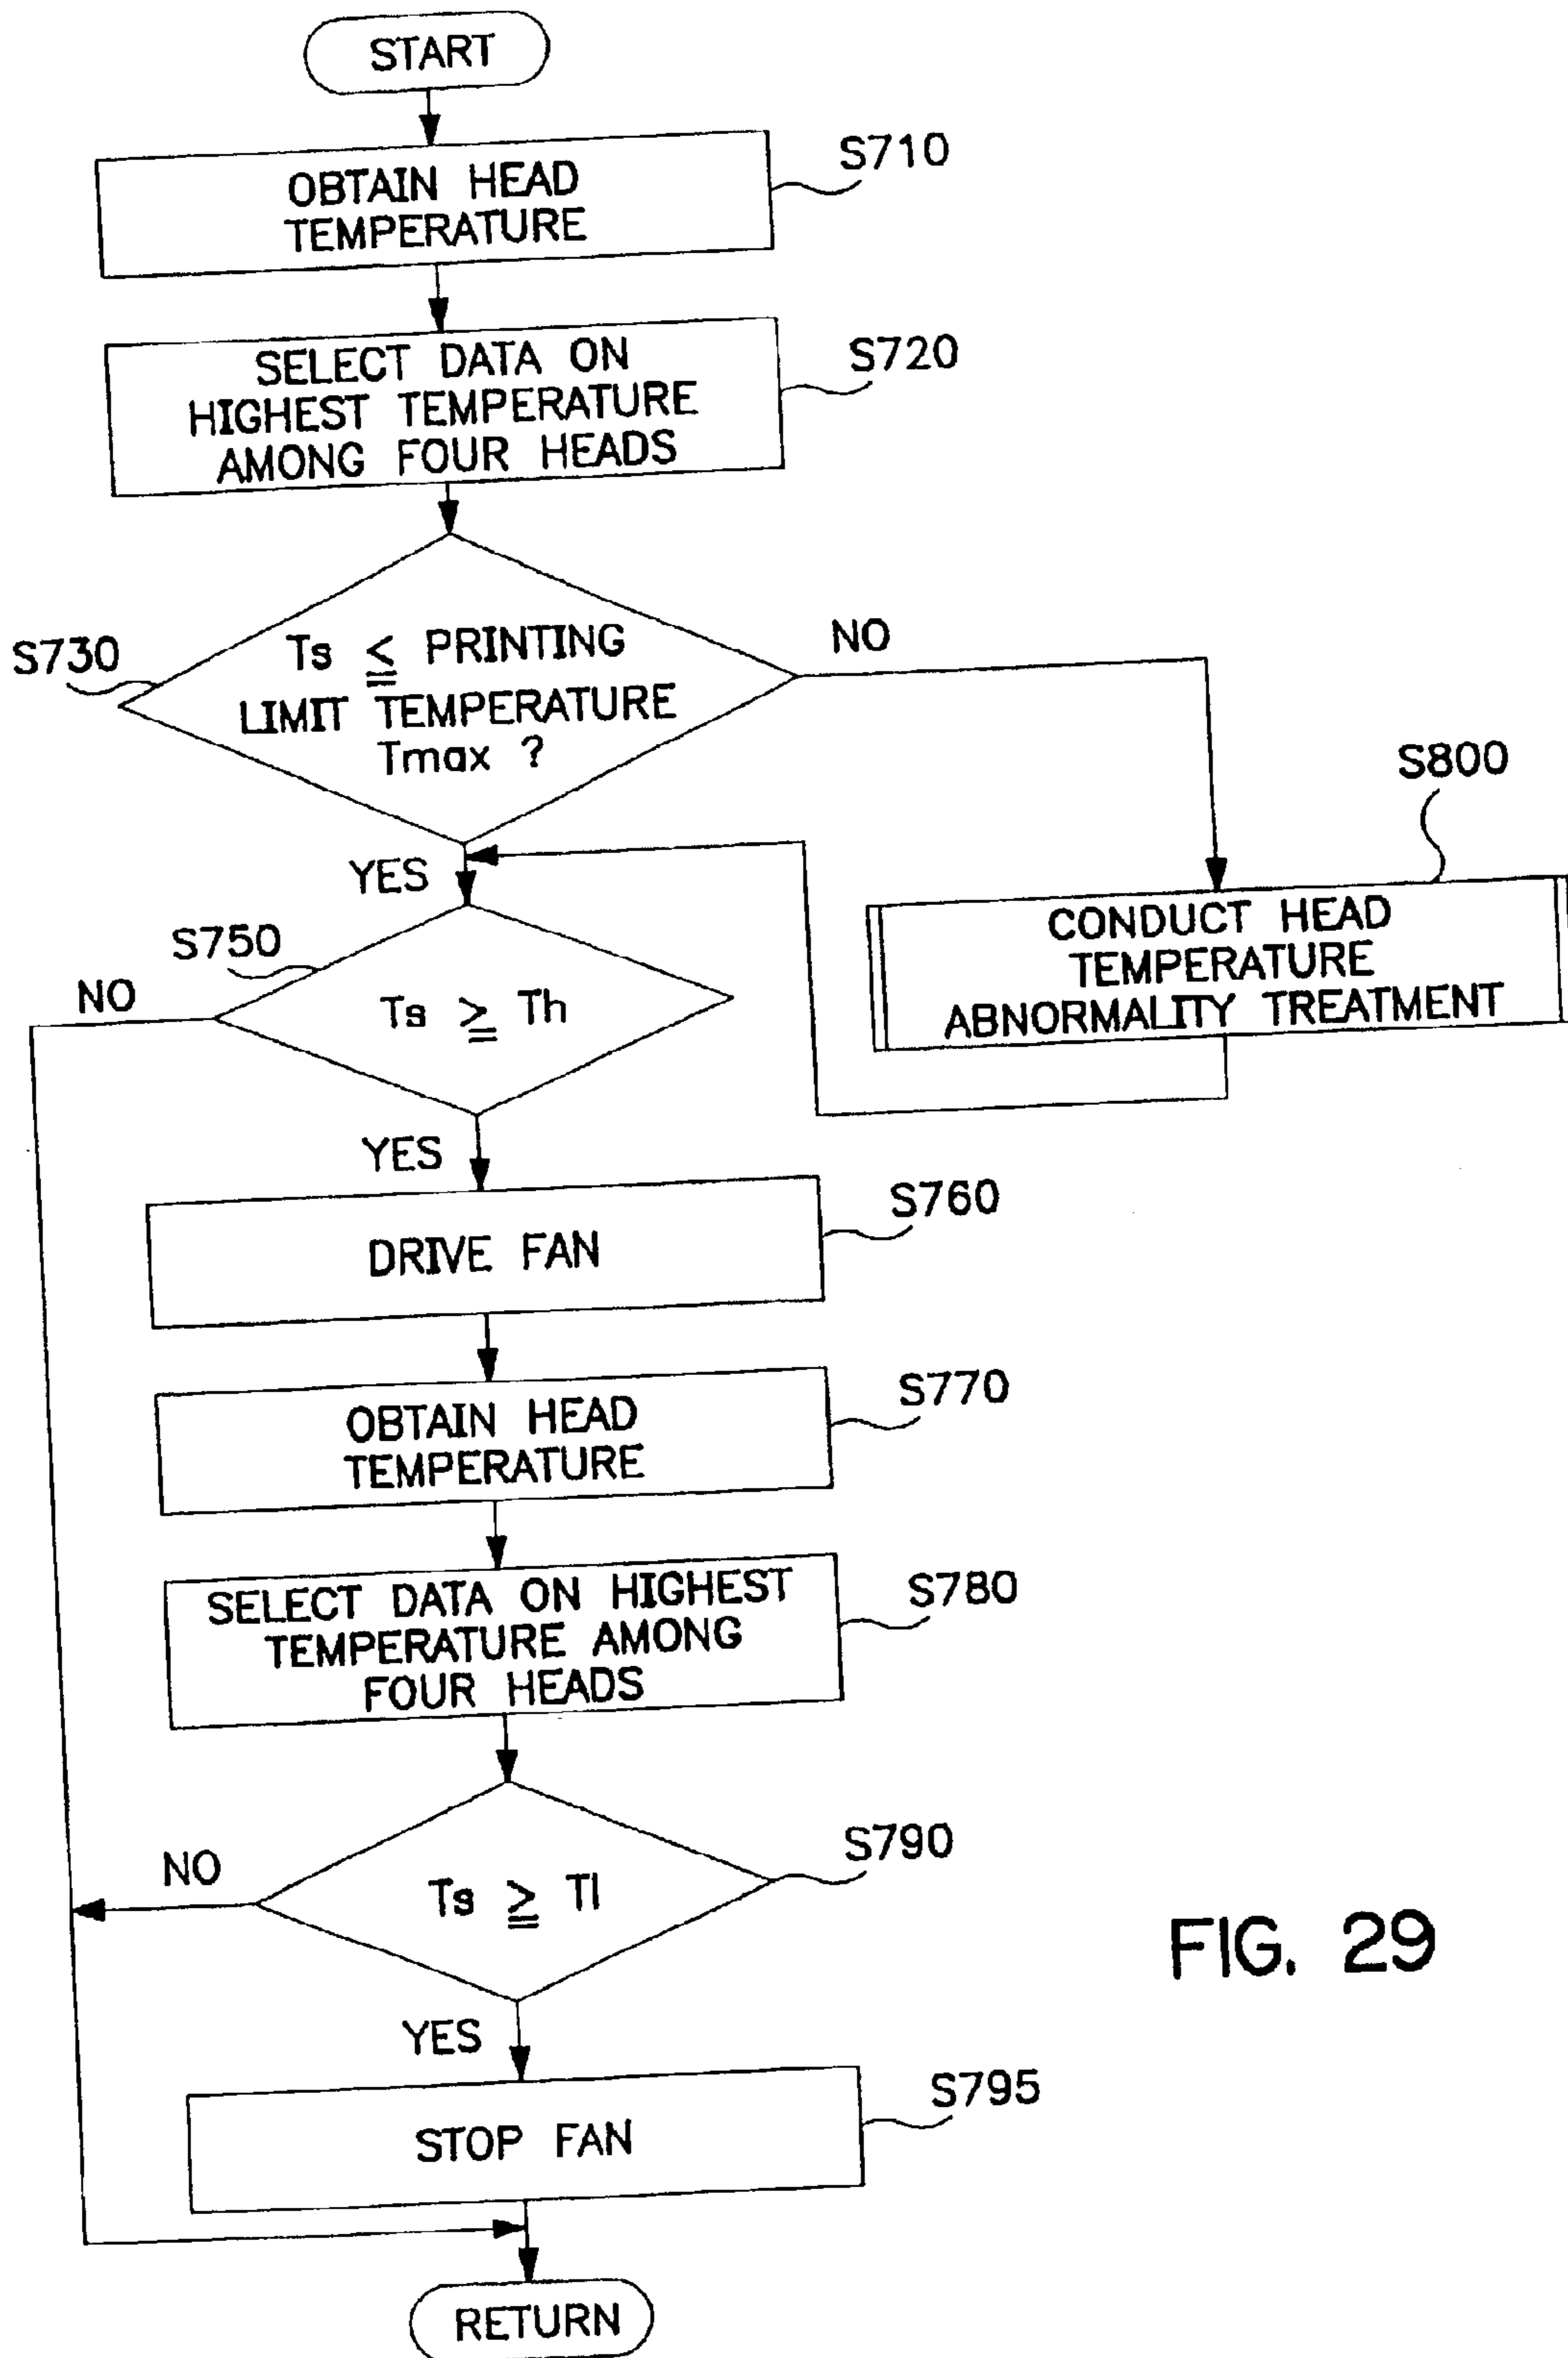 START
OBTAIN HEAD
TEMPERATURE
S710
SELECT DATA ON
HIGHEST TEMPERATURE
AMONG FOUR HEADS
S720
S730
Ts ≦ PRINTING
LIMIT TEMPERATURE
Tmax ?
NO
YES
S800
CONDUCT HEAD
TEMPERATURE
ABNORMALITY TREATMENT
S750
NO
Ts ≧ Th
YES
S760
DRIVE FAN
S770
OBTAIN HEAD
TEMPERATURE
S780
SELECT DATA ON HIGHEST
TEMPERATURE AMONG
FOUR HEADS
S790
NO
Ts ≧ Tl
YES
FIG. 29
S795
STOP FAN
RETURN